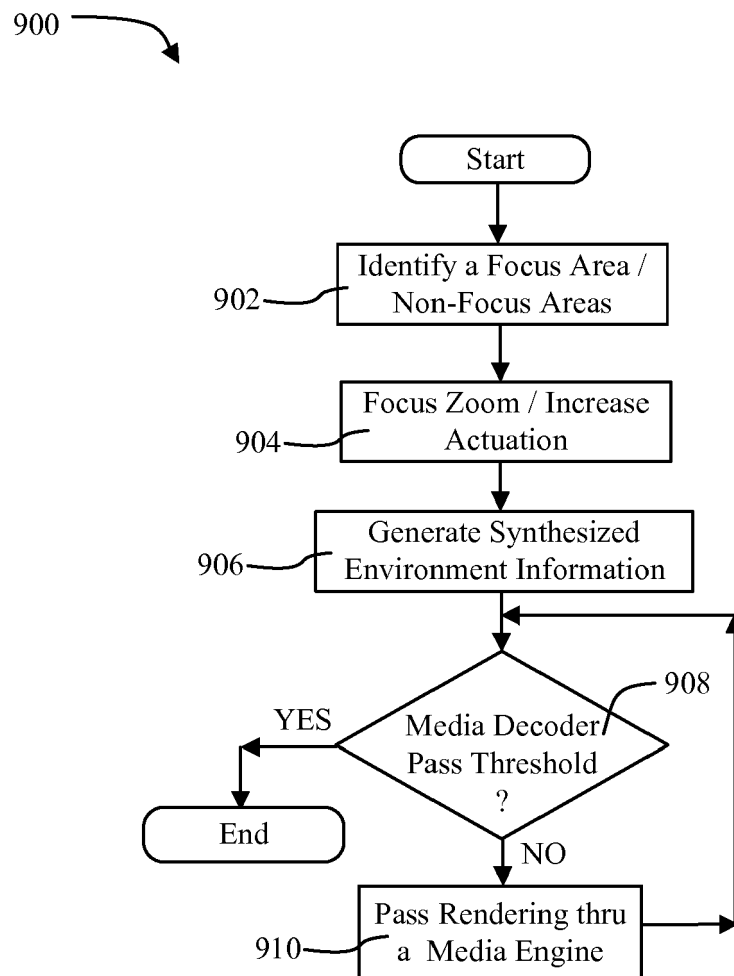 900
Start
Identify a Focus Area /
Non-Focus Areas
902
Focus Zoom / Increase
Actuation
904
Generate Synthesized
Environment Information
906
908
YES
Media Decoder
Pass Threshold
?
End
NO
Pass Rendering thru
a Media Engine
910